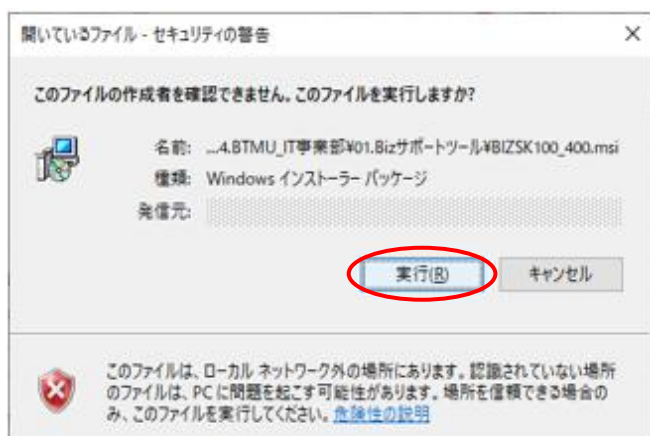 開いているファイル - セキュリティの警告
このファイルの作成者を確認できません。このファイルを実行しますか?
名前: ...4.BTMU_IT事業部¥01.Bizサポートツール¥BIZSK100_400.msi
種類: Windows インストーラー パッケージ
発信元:
実行(R) キャンセル
このファイルは、ローカル ネットワーク外の場所にあります。認識されていない場所
のファイルは、PC に問題を起こす可能性があります。場所を信頼できる場合の
み、このファイルを実行してください。危険性の説明